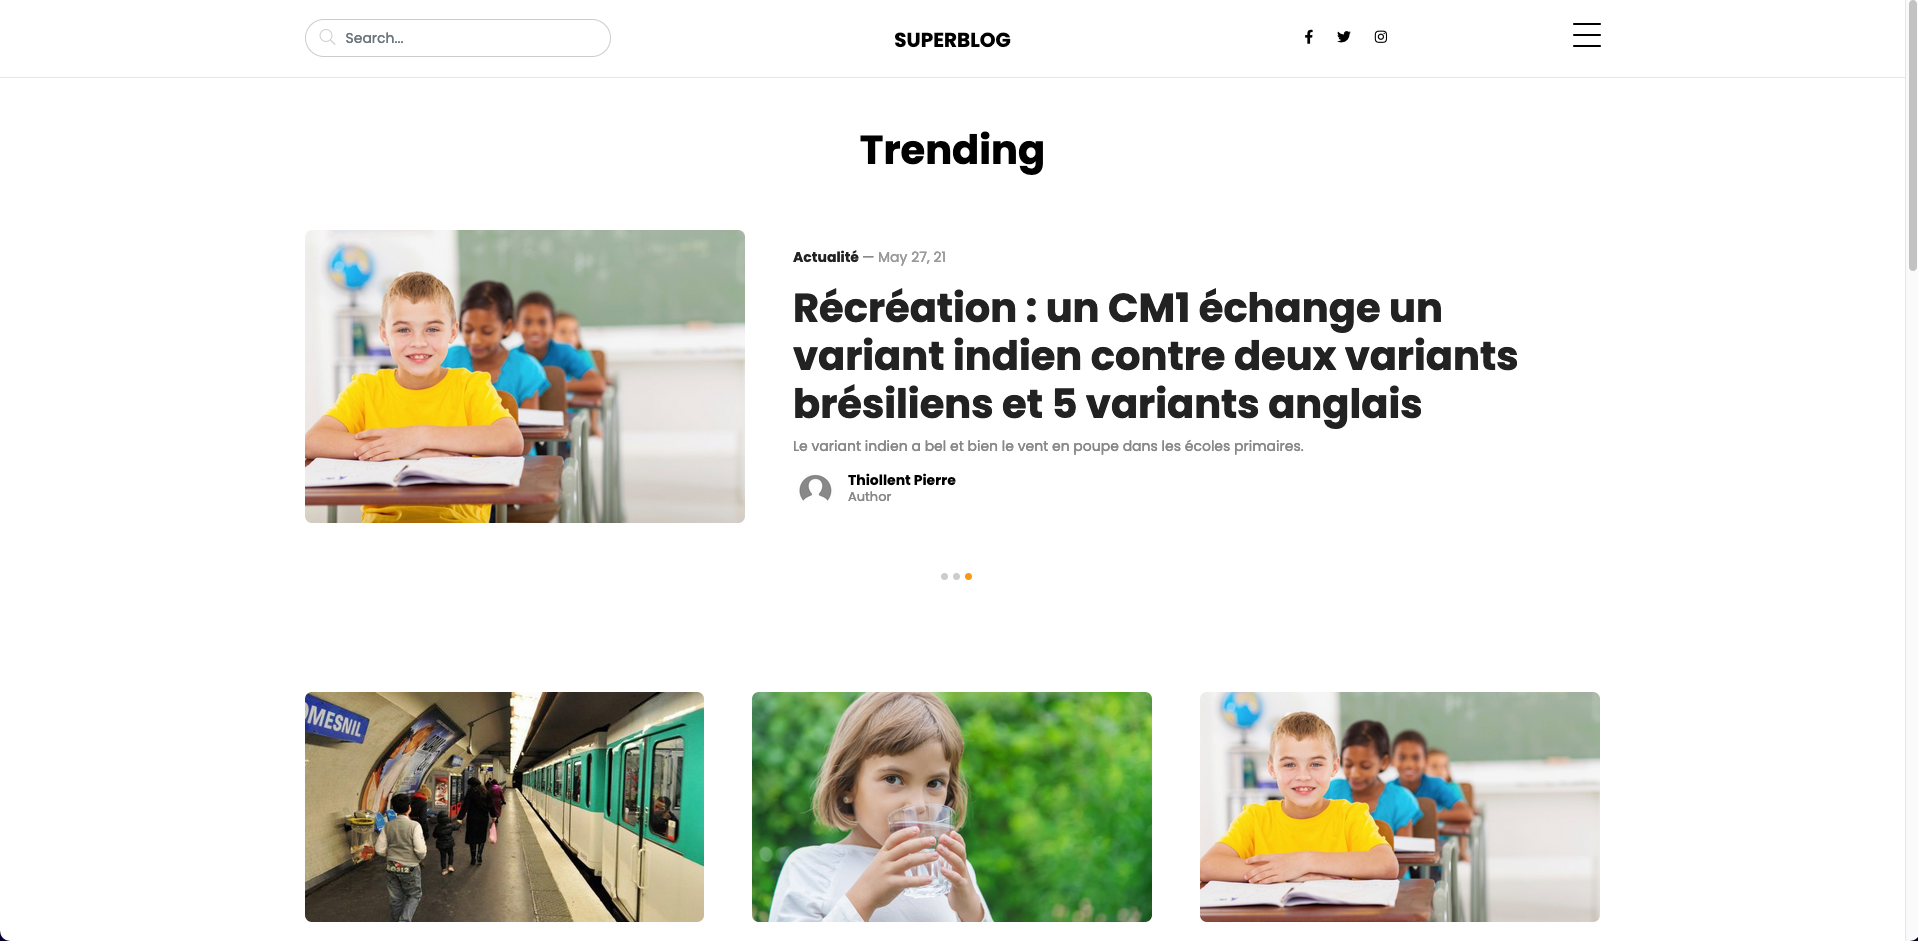 Search...
SUPERBLOG
Trending
Actualité — May 27, 21
Récréation : un CM1 échange un
variant indien contre deux variants
brésiliens et 5 variants anglais
Le variant indien a bel et bien le vent en poupe dans les écoles primaires.
Thiollent Pierre
Author
OMESNIL